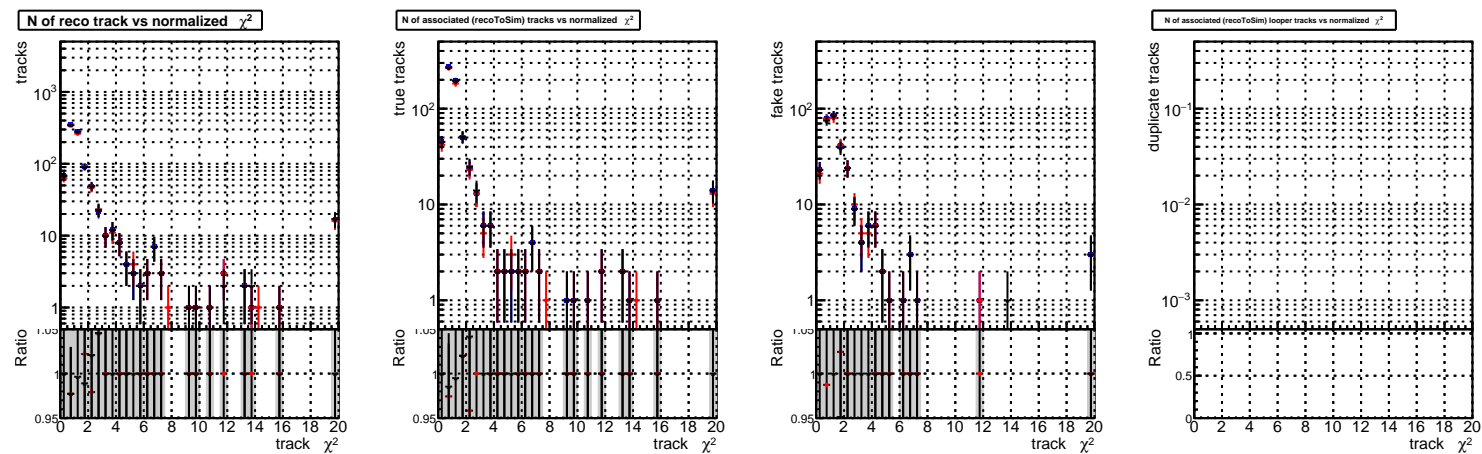 N of reco track vs normalized χ²
tracks
10³
10²
10
1
1.05
1
0.95
Ratio
0 2 4 6 8 10 12 14 16 18 20
track χ²
N of associated (recoToSim) tracks vs normalized χ²
true tracks
10²
10
1
1.05
1
0.95
Ratio
0 2 4 6 8 10 12 14 16 18 20
track χ²
fake tracks
10²
10
1
1.05
1
0.95
Ratio
0 2 4 6 8 10 12 14 16 18 20
track χ²
N of associated (recoToSim) looper tracks vs normalized χ²
duplicate tracks
10⁻¹
10⁻²
10⁻³
1
0.5
0
Ratio
0 2 4 6 8 10 12 14 16 18 20
track χ²